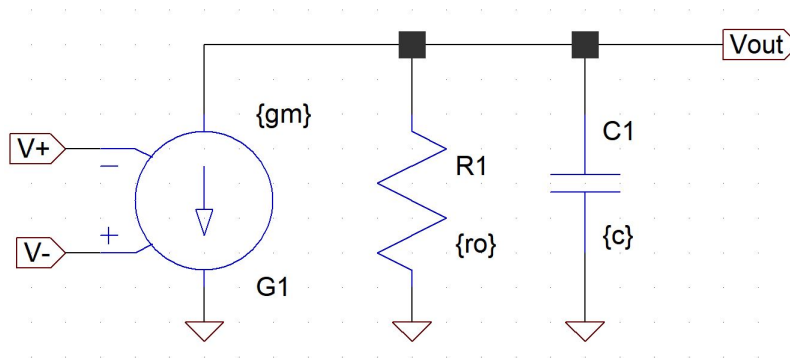 Vout
{gm}
C1
V+
−
R1
+
{ro}
{c}
V-
G1